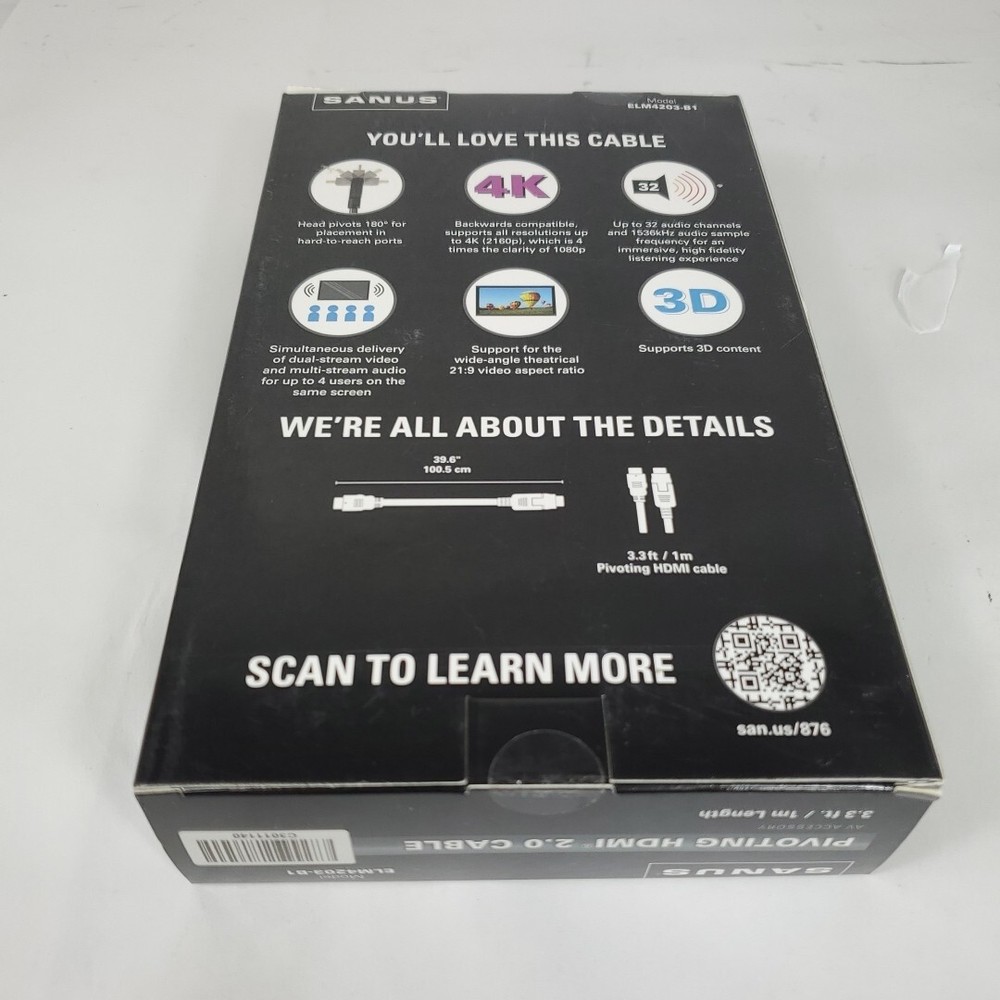 SANUS
Model
ELM4203-B1
YOU'LL LOVE THIS CABLE
4K
32
Head pivots 180° for
placement in
hard-to-reach ports
Backwards compatible,
supports all resolutions up
to 4K (2160p), which is 4
times the clarity of 1080p
Up to 32 audio channels
and 1536kHz audio sample
frequency for an
immersive, high fidelity
listening experience
3D
Simultaneous delivery
of dual-stream video
and multi-stream audio
for up to 4 users on the
same screen
Support for the
wide-angle theatrical
21:9 video aspect ratio
Supports 3D content
WE'RE ALL ABOUT THE DETAILS
39.6"
100.5 cm
3.3ft / 1m
Pivoting HDMI cable
SCAN TO LEARN MORE
san.us/876
SANUS
Model
ELM4203-B1
PIVOTING HDMI® 2.0 CABLE
AV ACCESSORY
3.3 ft. / 1m Length
C3011140